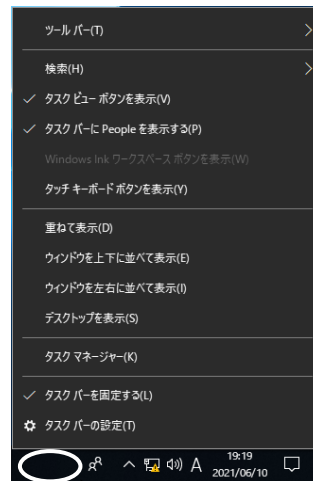 ツール バー(T)
検索(H)
タスク ビュー ボタンを表示(V)
タスク バーに People を表示する(P)
Windows Ink ワークスペース ボタンを表示(W)
タッチ キーボード ボタンを表示(Y)
重ねて表示(D)
ウィンドウを上下に並べて表示(E)
ウィンドウを左右に並べて表示(I)
デスクトップを表示(S)
タスク マネージャー(K)
タスク バーを固定する(L)
タスク バーの設定(T)
A
19:19
2021/06/10